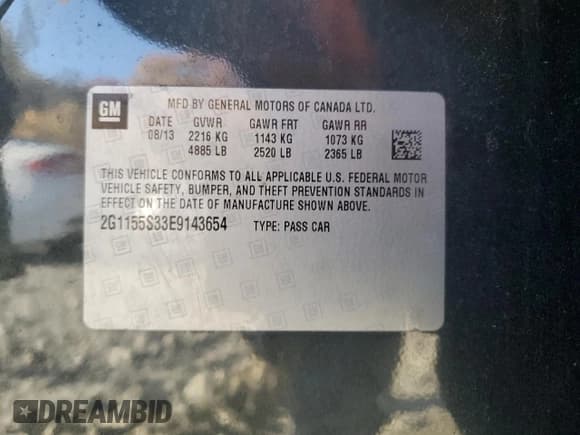 GM
MFD BY GENERAL MOTORS OF CANADA LTD.
DATE GVWR GAWR FRT GAWR RR
08/13 2216 KG 1143 KG 1073 KG
4885 LB 2520 LB 2365 LB
THIS VEHICLE CONFORMS TO ALL APPLICABLE U.S. FEDERAL MOTOR
VEHICLE SAFETY, BUMPER, AND THEFT PREVENTION STANDARDS IN
EFFECT ON THE DATE OF MANUFACTURE SHOWN ABOVE.
2G1155S33E9143654 TYPE: PASS CAR
DREAMBID